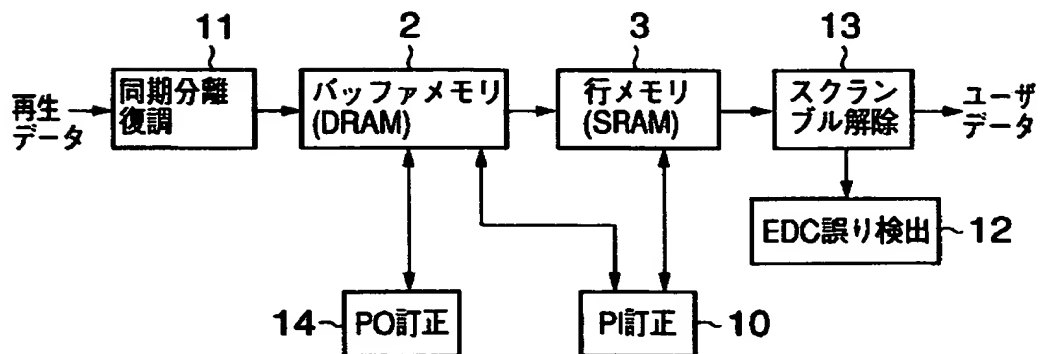 11
2
3
13
再生
データ
同期分離
復調
バッファメモリ
(DRAM)
行メモリ
(SRAM)
スクラン
ブル解除
ユーザ
データ
EDC誤り検出
12
14
PO訂正
PI訂正
10